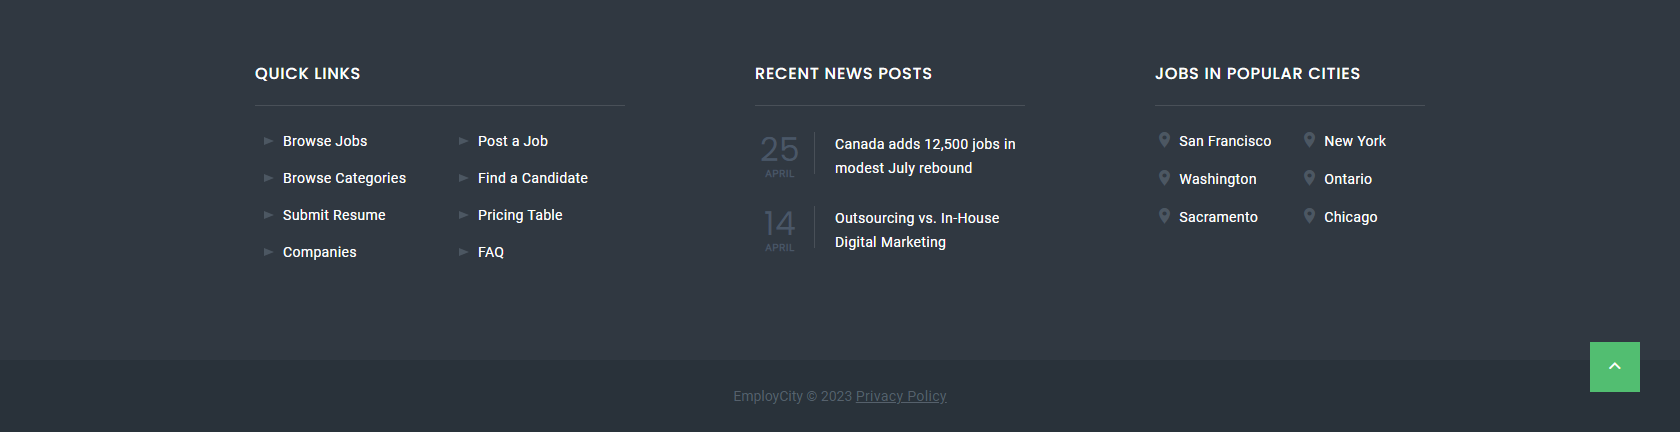 QUICK LINKS
Browse Jobs
Browse Categories
Submit Resume
Companies
Post a Job
Find a Candidate
Pricing Table
FAQ
RECENT NEWS POSTS
25
APRIL
Canada adds 12,500 jobs in
modest July rebound
14
APRIL
Outsourcing vs. In-House
Digital Marketing
JOBS IN POPULAR CITIES
San Francisco
Washington
Sacramento
New York
Ontario
Chicago
EmployCity © 2023 Privacy Policy